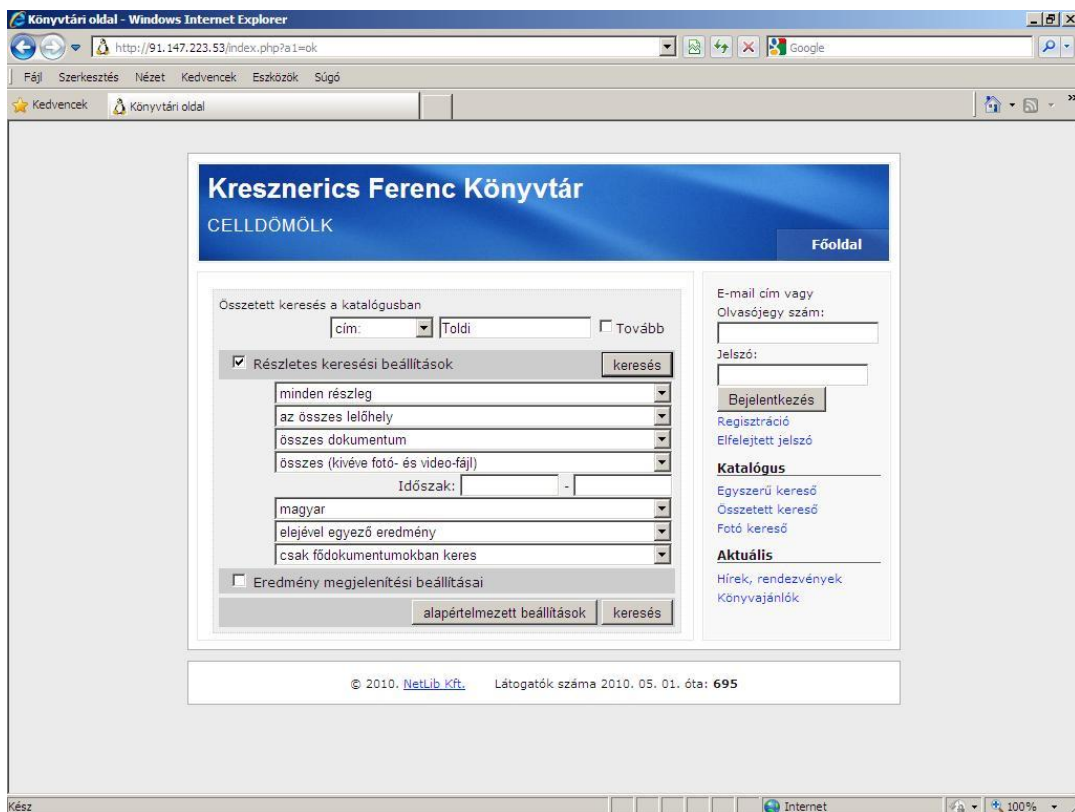 Könyvtári oldal - Windows Internet Explorer
http://91.147.223.53/index.php?a1=ok
Google
Fájl Szerkesztés Nézet Kedvencek Eszközök Súgó
Kedvencek Könyvtári oldal
Kresznerics Ferenc Könyvtár
CELLDÖMÖLK
Főoldal
Összetett keresés a katalógusban
cím: Toldi Tovább
Részletes keresési beállítások keresés
minden részleg
az összes lelőhely
összes dokumentum
összes (kivéve fotó- és video-fájl)
Időszak: -
magyar
elejével egyező eredmény
csak fődokumentumokban keres
Eredmény megjelenítési beállításai
alapértelmezett beállítások keresés
E-mail cím vagy
Olvasójegy szám:
Jelszó:
Bejelentkezés
Regisztráció
Elfelejtett jelszó
Katalógus
Egyszerű kereső
Összetett kereső
Fotó kereső
Aktuális
Hírek, rendezvények
Könyvajánlók
© 2010. NetLib Kft. Látogatók száma 2010. 05. 01. óta: 695
Kész Internet 100%